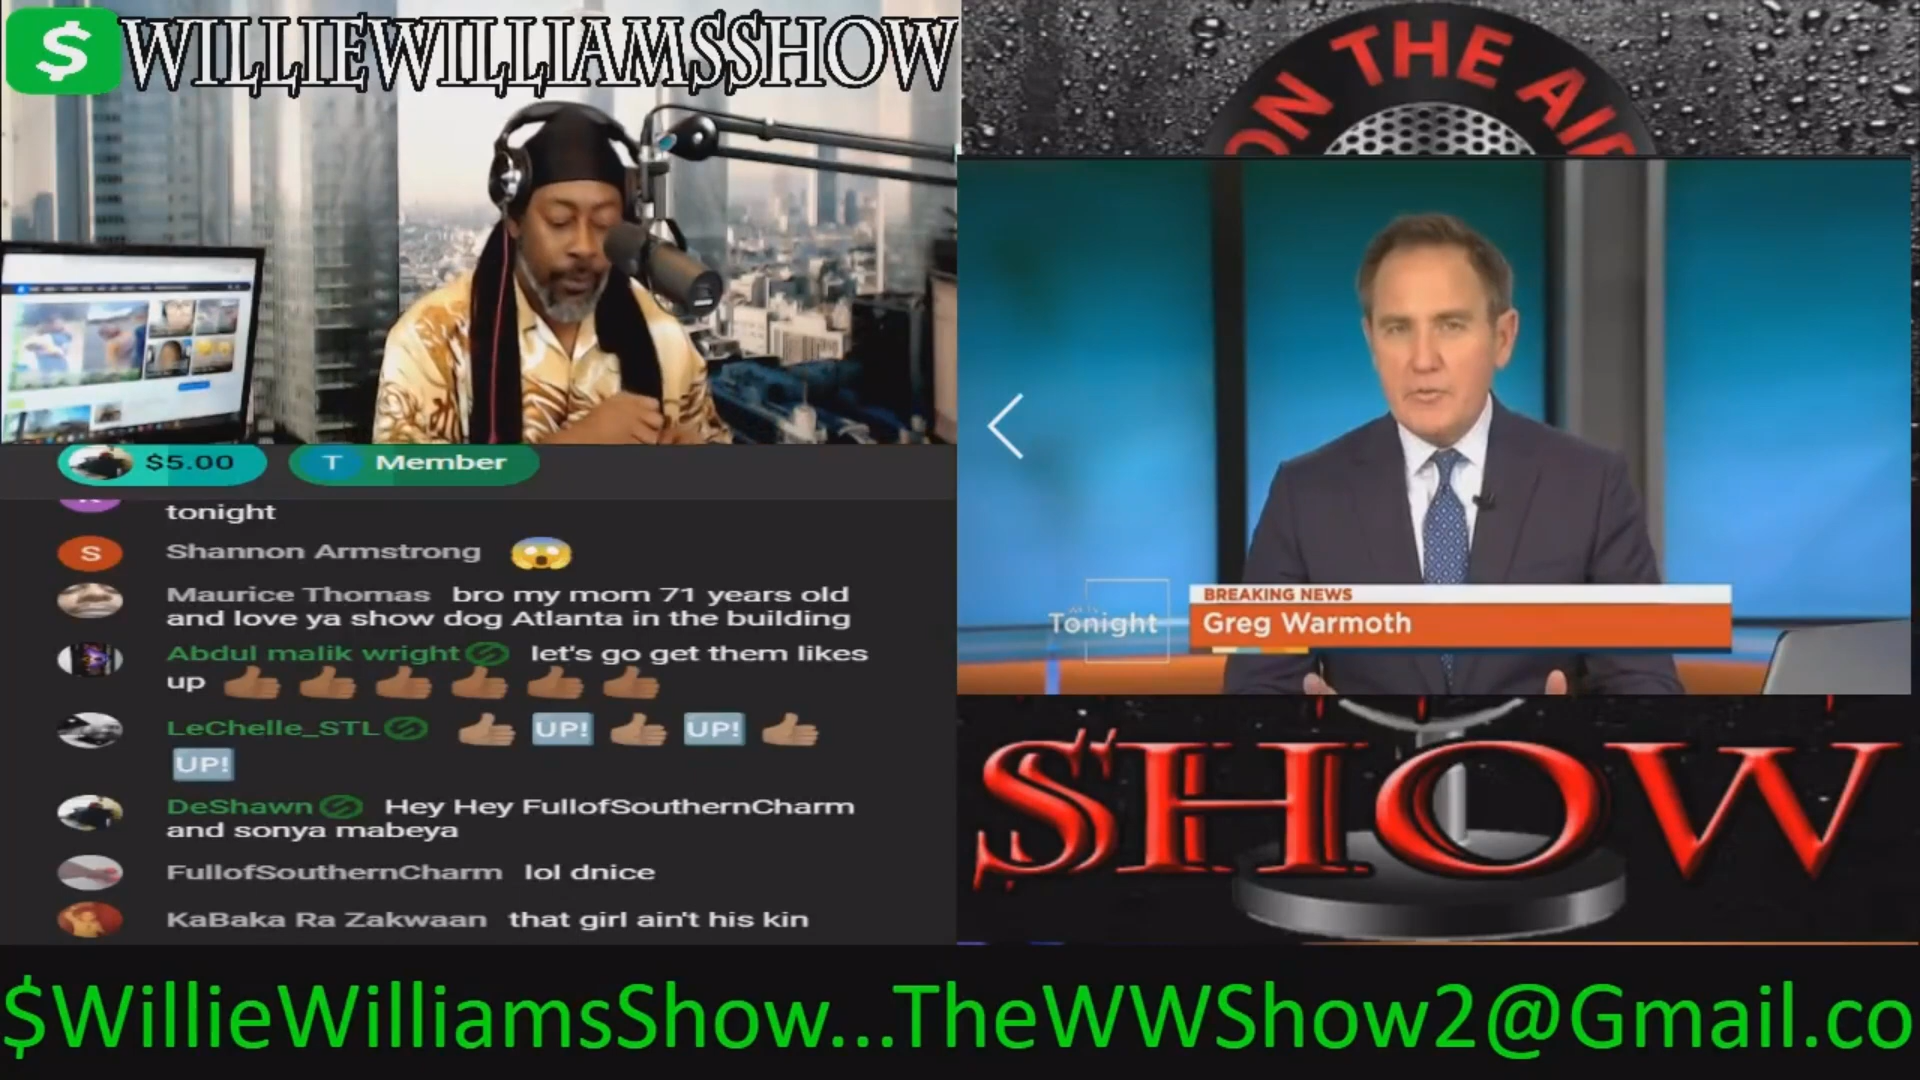 $ WILLIEWILLIAMSSHOW
ON THE AIR
$5.00
T Member
tonight
S Shannon Armstrong 😱
Maurice Thomas bro my mom 71 years old
and love ya show dog Atlanta in the building
Abdul malik wright let's go get them likes
up 👍🏾👍🏾👍🏾👍🏾👍🏾👍🏾
LeChelle_STL 👍🏽 UP! 👍🏽 UP! 👍🏽
UP!
DeShawn Hey Hey FullofSouthernCharm
and sonya mabeya
FullofSouthernCharm lol dnice
KaBaka Ra Zakwaan that girl ain't his kin
Tonight
BREAKING NEWS
Greg Warmoth
SHOW
$WillieWilliamsShow...TheWWShow2@Gmail.co